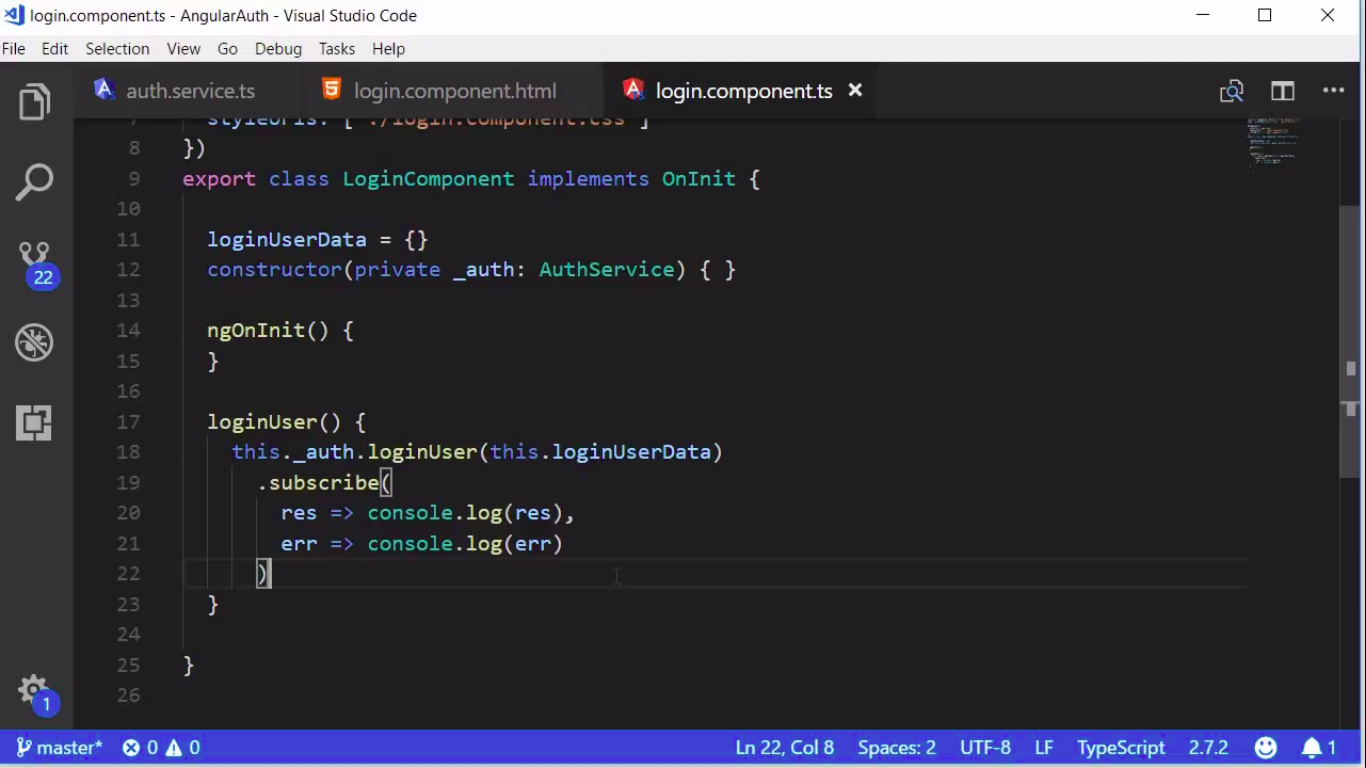 login.component.ts - AngularAuth - Visual Studio Code
File Edit Selection View Go Debug Tasks Help
auth.service.ts login.component.html login.component.ts
7 styleUrls: ['./login.component.css']
8 })
9 export class LoginComponent implements OnInit {
10
11 loginUserData = {}
12 constructor(private _auth: AuthService) { }
13
14 ngOnInit() {
15 }
16
17 loginUser() {
18 this._auth.loginUser(this.loginUserData)
19 .subscribe(
20 res => console.log(res),
21 err => console.log(err)
22 )
23 }
24
25 }
26
22
1
master* 0 0 Ln 22, Col 8 Spaces: 2 UTF-8 LF TypeScript 2.7.2 1